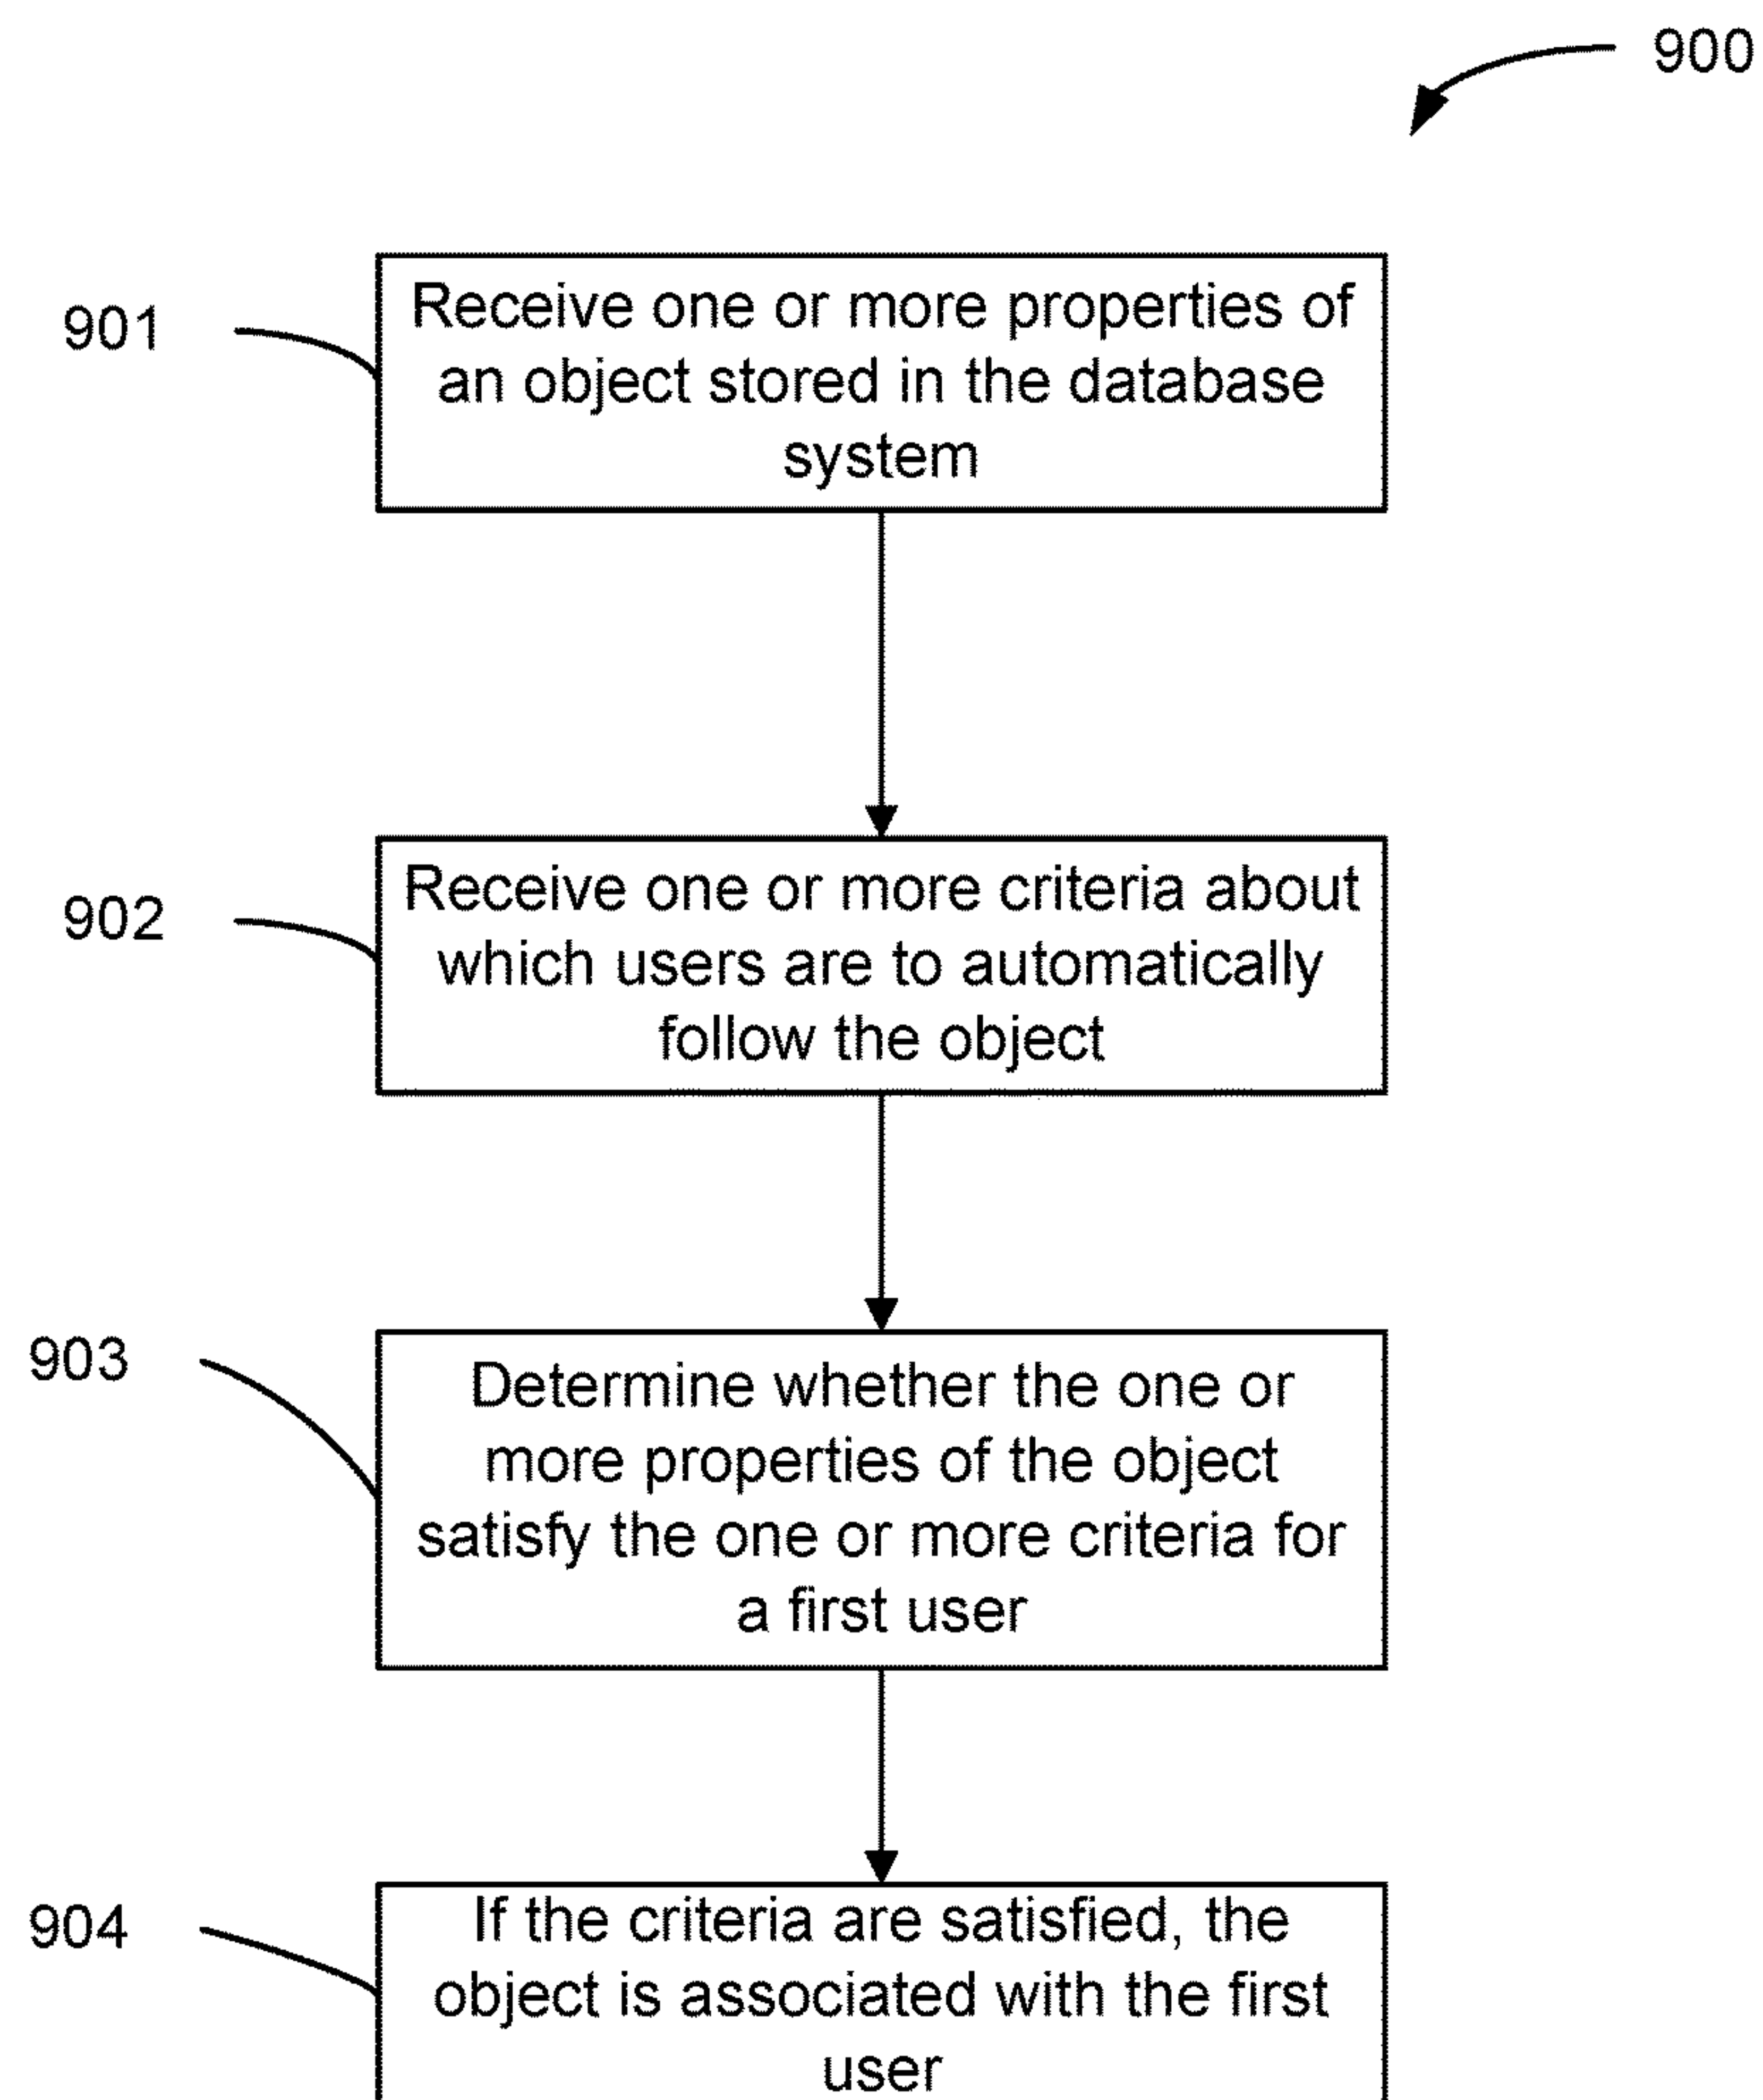 900
901
Receive one or more properties of
an object stored in the database
system
902
Receive one or more criteria about
which users are to automatically
follow the object
903
Determine whether the one or
more properties of the object
satisfy the one or more criteria for
a first user
904
If the criteria are satisfied, the
object is associated with the first
user